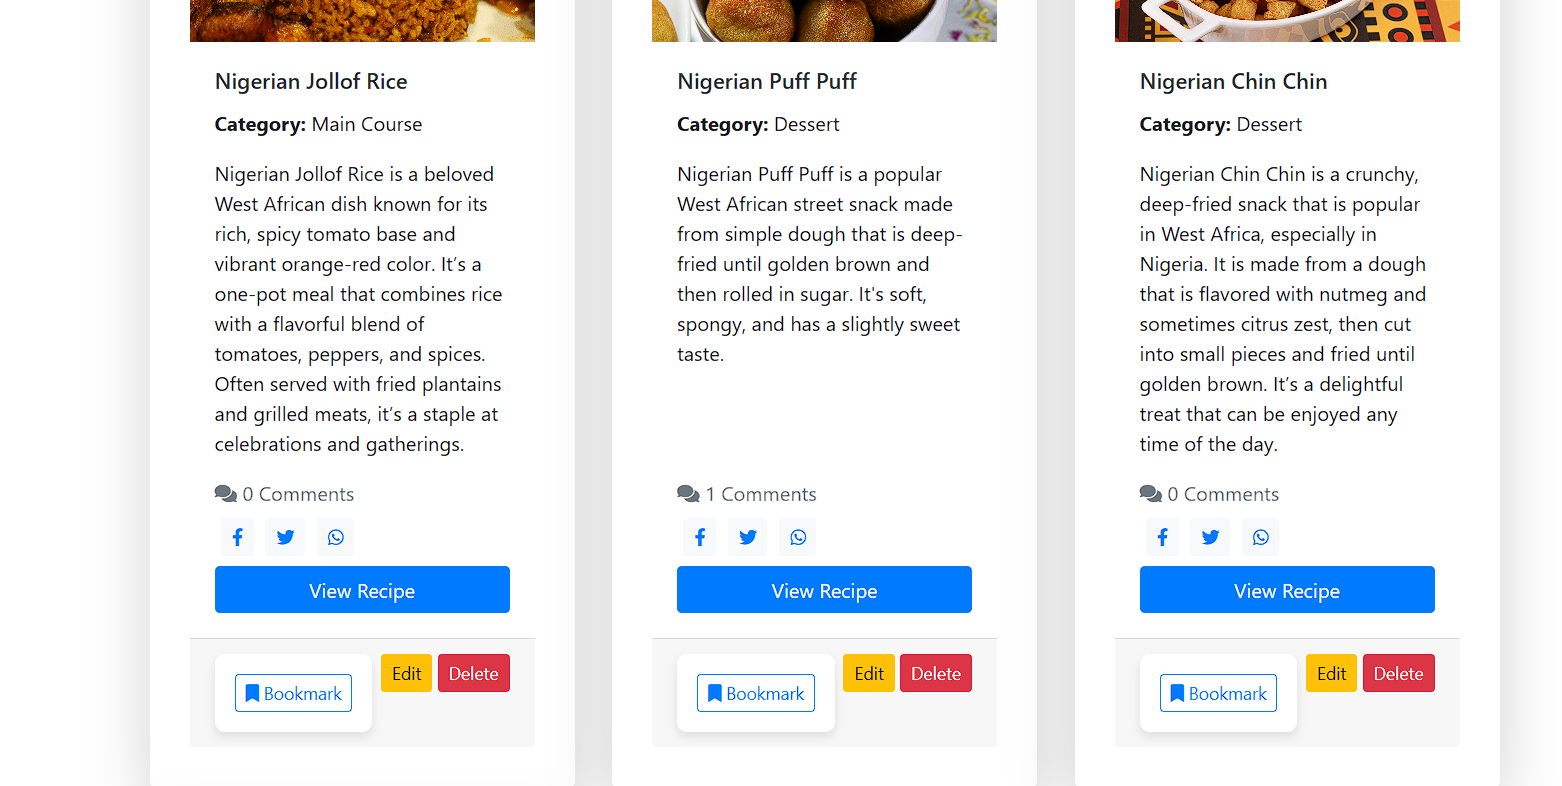 Nigerian Jollof Rice
Category: Main Course
Nigerian Jollof Rice is a beloved
West African dish known for its
rich, spicy tomato base and
vibrant orange-red color. It’s a
one-pot meal that combines rice
with a flavorful blend of
tomatoes, peppers, and spices.
Often served with fried plantains
and grilled meats, it’s a staple at
celebrations and gatherings.
0 Comments
View Recipe
Bookmark
Edit
Delete
Nigerian Puff Puff
Category: Dessert
Nigerian Puff Puff is a popular
West African street snack made
from simple dough that is deep-
fried until golden brown and
then rolled in sugar. It's soft,
spongy, and has a slightly sweet
taste.
1 Comments
View Recipe
Bookmark
Edit
Delete
Nigerian Chin Chin
Category: Dessert
Nigerian Chin Chin is a crunchy,
deep-fried snack that is popular
in West Africa, especially in
Nigeria. It is made from a dough
that is flavored with nutmeg and
sometimes citrus zest, then cut
into small pieces and fried until
golden brown. It’s a delightful
treat that can be enjoyed any
time of the day.
0 Comments
View Recipe
Bookmark
Edit
Delete